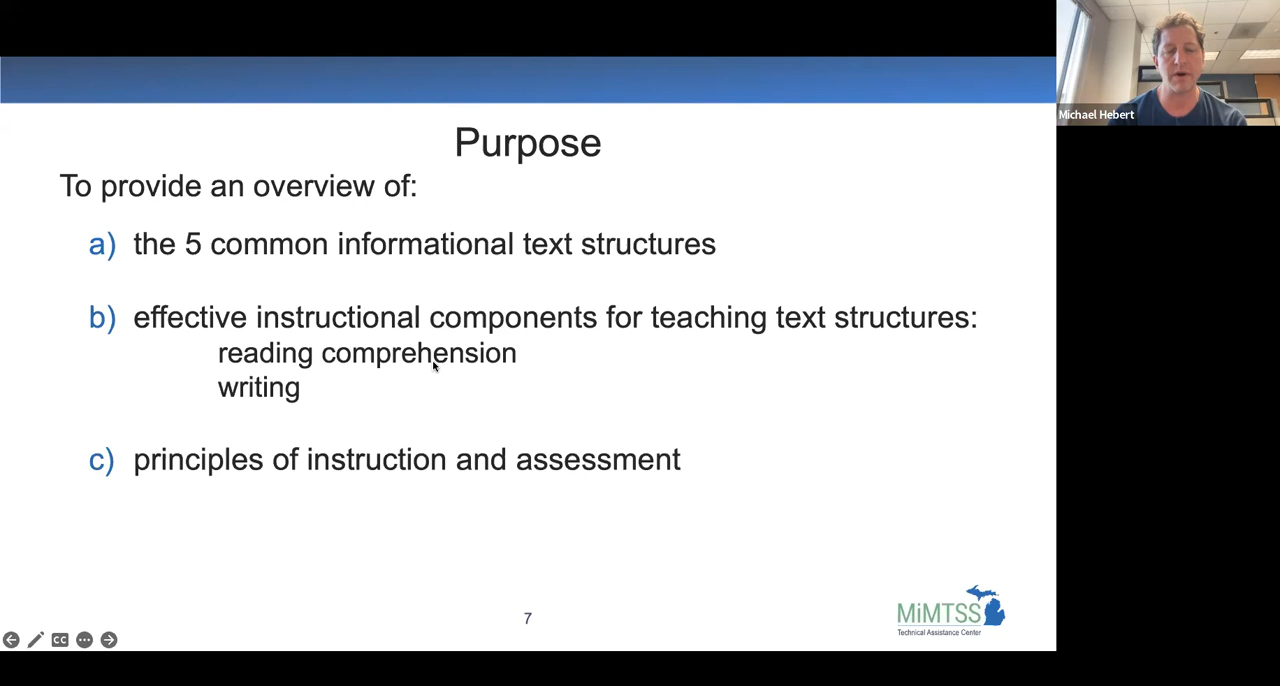 Purpose
To provide an overview of:
a) the 5 common informational text structures
b) effective instructional components for teaching text structures:
reading comprehension
writing
c) principles of instruction and assessment
7
MiMTSS
Technical Assistance Center
CC
Michael Hebert